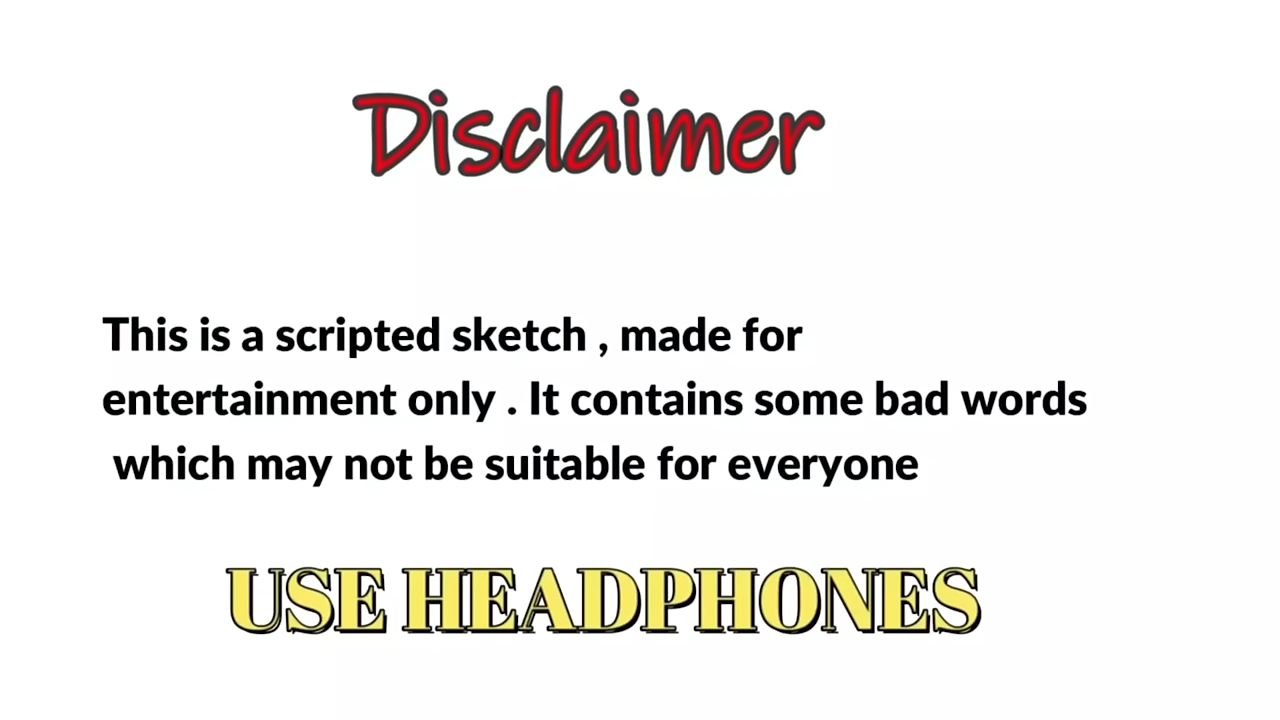 Disclaimer
This is a scripted sketch , made for
entertainment only . It contains some bad words
which may not be suitable for everyone
USE HEADPHONES